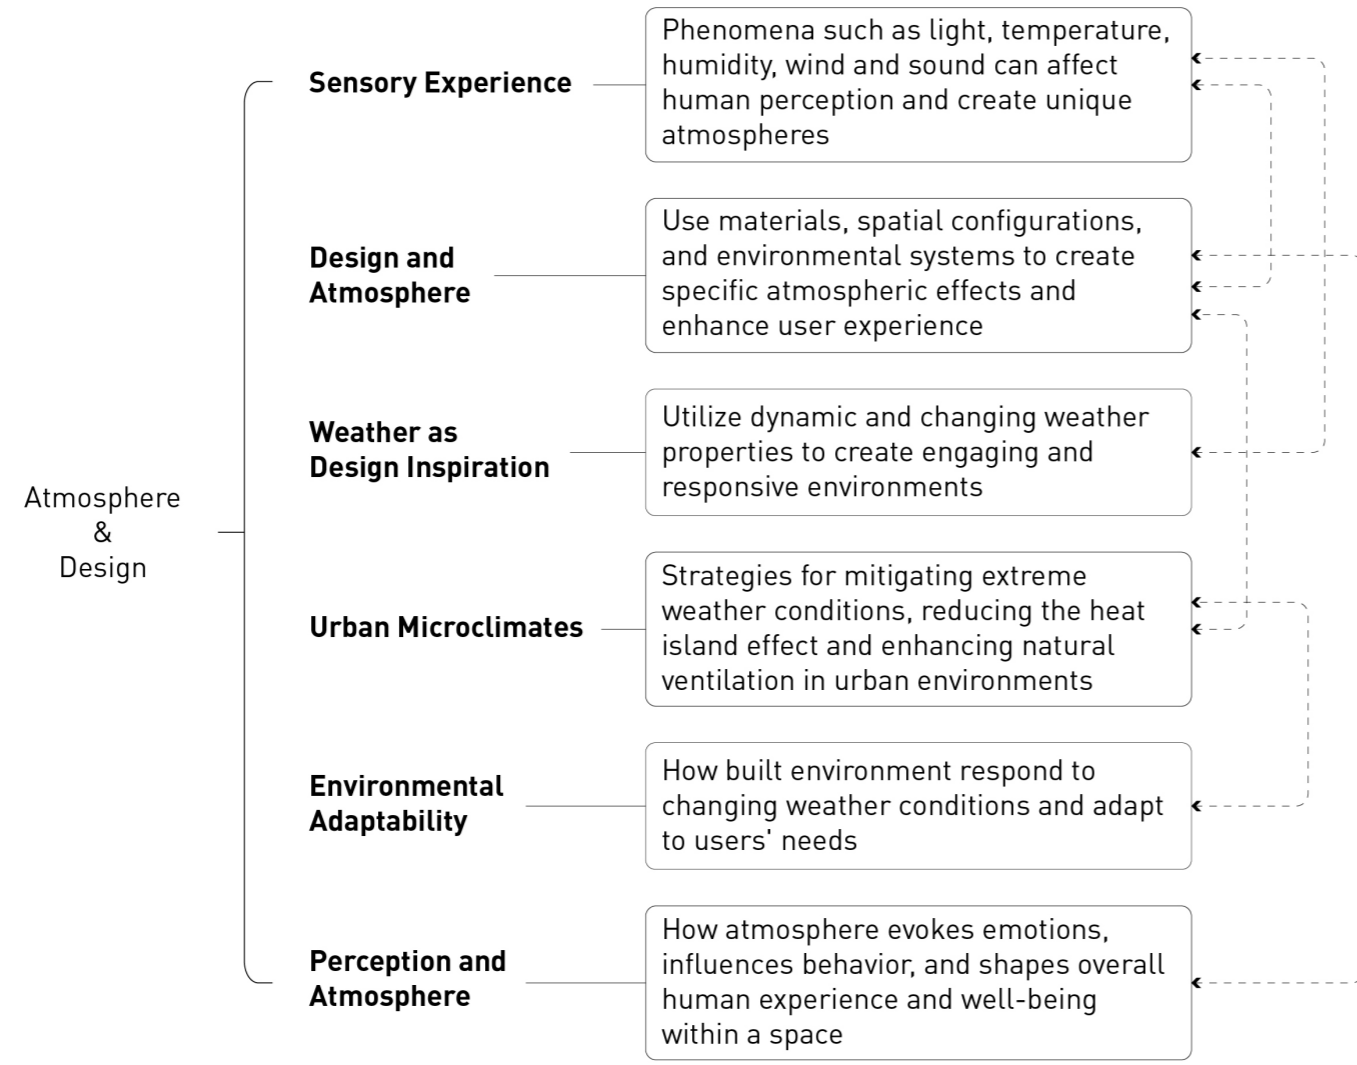 Atmosphere
&
Design
Sensory Experience
Phenomena such as light, temperature,
humidity, wind and sound can affect
human perception and create unique
atmospheres
Design and
Atmosphere
Use materials, spatial configurations,
and environmental systems to create
specific atmospheric effects and
enhance user experience
Weather as
Design Inspiration
Utilize dynamic and changing weather
properties to create engaging and
responsive environments
Urban Microclimates
Strategies for mitigating extreme
weather conditions, reducing the heat
island effect and enhancing natural
ventilation in urban environments
Environmental
Adaptability
How built environment respond to
changing weather conditions and adapt
to users' needs
Perception and
Atmosphere
How atmosphere evokes emotions,
influences behavior, and shapes overall
human experience and well-being
within a space